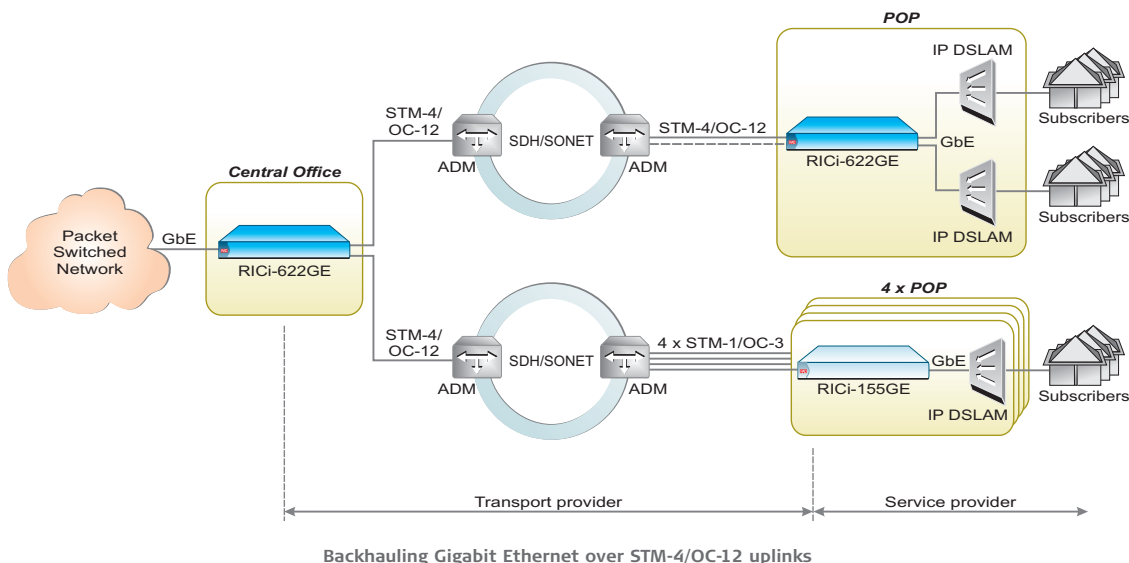 POP
IP DSLAM
Subscribers
STM-4/
OC-12
SDH/SONET
ADM
ADM
STM-4/OC-12
RICi-622GE
GbE
IP DSLAM
Subscribers
Central Office
Packet
Switched
Network
GbE
RICi-622GE
4 x POP
STM-4/
OC-12
SDH/SONET
ADM
ADM
4 x STM-1/OC-3
RICi-155GE
GbE
IP DSLAM
Subscribers
Transport provider
Service provider
Backhauling Gigabit Ethernet over STM-4/OC-12 uplinks